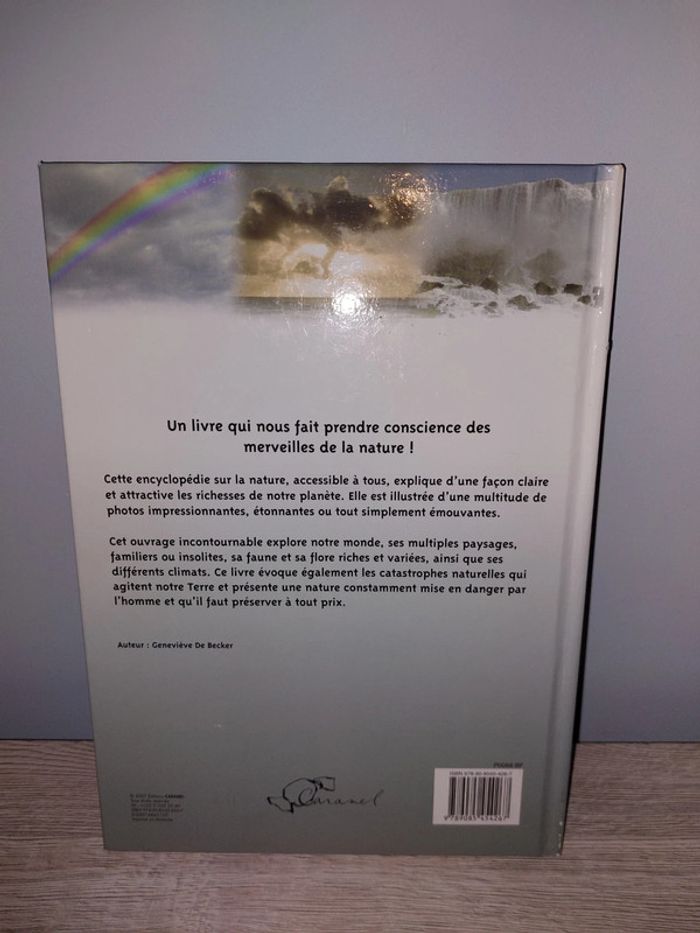 Un livre qui nous fait prendre conscience des
merveilles de la nature !
Cette encyclopédie sur la nature, accessible à tous, explique d'une façon claire
et attractive les richesses de notre planète. Elle est illustrée d'une multitude de
photos impressionnantes, étonnantes ou tout simplement émouvantes.
Cet ouvrage incontournable explore notre monde, ses multiples paysages,
familiers ou insolites, sa faune et sa flore riches et variées, ainsi que ses
différents climats. Ce livre évoque également les catastrophes naturelles qui
agitent notre Terre et présente une nature constamment mise en danger par
l'homme et qu'il faut préserver à tout prix.
Auteur : Geneviève De Becker
© 2007 Éditions CARAMEL
Caramel
ISBN